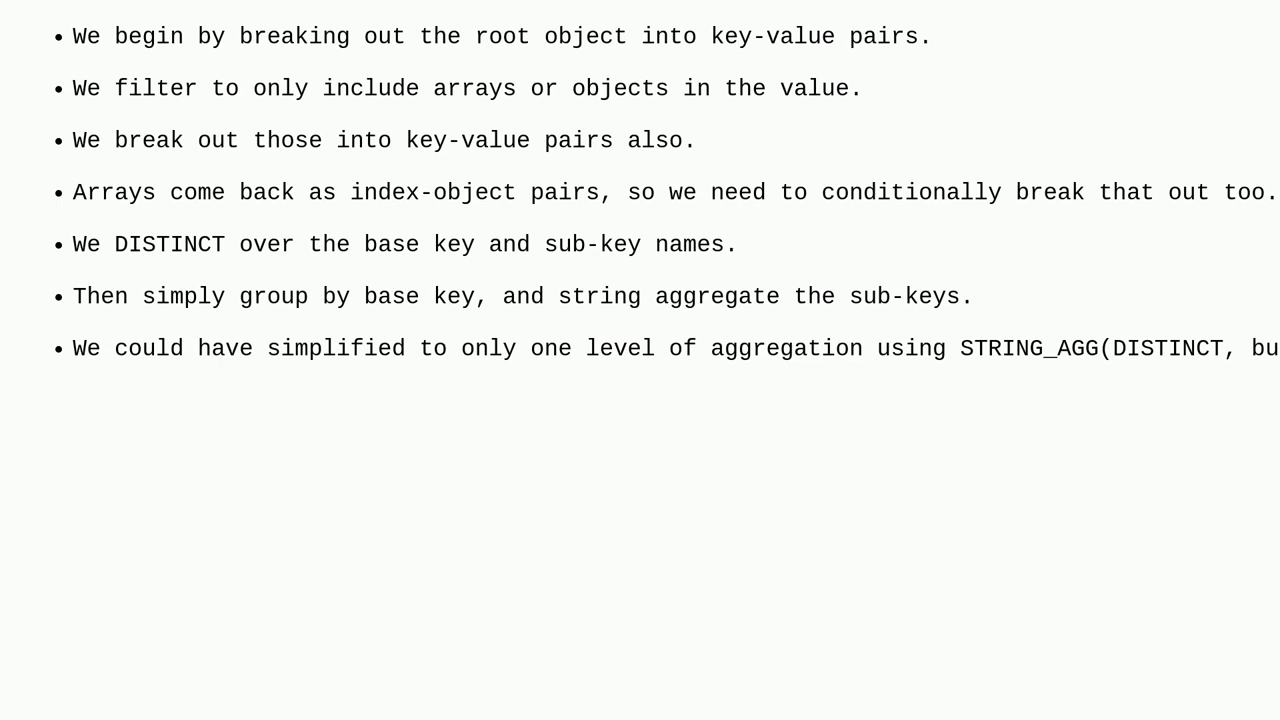 • We begin by breaking out the root object into key-value pairs.
• We filter to only include arrays or objects in the value.
• We break out those into key-value pairs also.
• Arrays come back as index-object pairs, so we need to conditionally break that out too.
• We DISTINCT over the base key and sub-key names.
• Then simply group by base key, and string aggregate the sub-keys.
• We could have simplified to only one level of aggregation using STRING_AGG(DISTINCT,